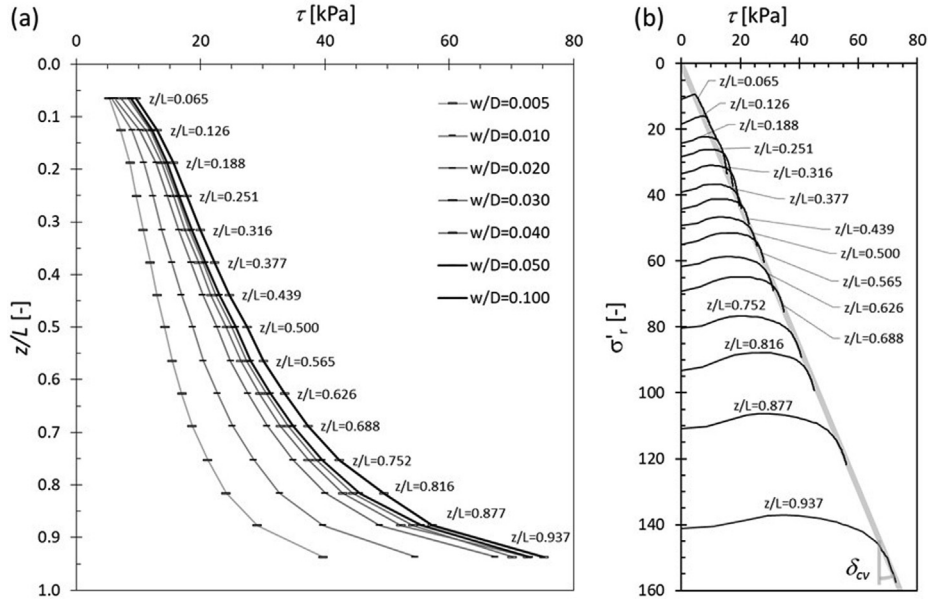 (a)
τ [kPa]
0 20 40 60 80
0.0
0.1
0.2
0.3
0.4
0.5
0.6
0.7
0.8
0.9
1.0
z/L [-]
z/L=0.065
z/L=0.126
z/L=0.188
z/L=0.251
z/L=0.316
z/L=0.377
z/L=0.439
z/L=0.500
z/L=0.565
z/L=0.626
z/L=0.688
z/L=0.752
z/L=0.816
z/L=0.877
z/L=0.937
w/D=0.005
w/D=0.010
w/D=0.020
w/D=0.030
w/D=0.040
w/D=0.050
w/D=0.100
(b)
τ [kPa]
0 20 40 60 80
0
20
40
60
80
100
120
140
160
σ'r [-]
z/L=0.065
z/L=0.126
z/L=0.188
z/L=0.251
z/L=0.316
z/L=0.377
z/L=0.439
z/L=0.500
z/L=0.565
z/L=0.626
z/L=0.688
z/L=0.752
z/L=0.816
z/L=0.877
z/L=0.937
δcv